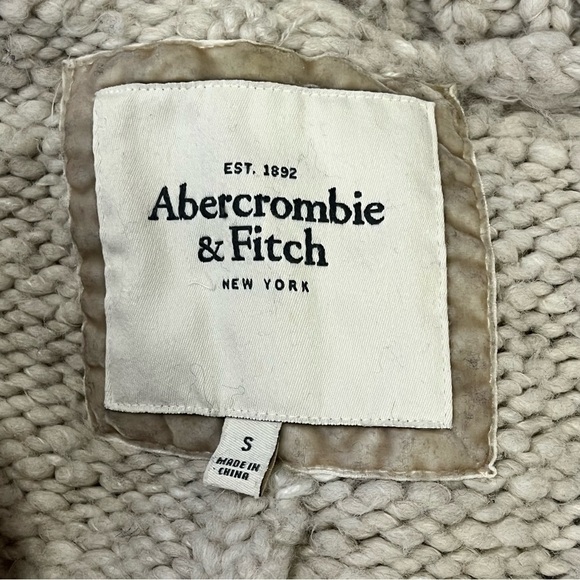 EST. 1892
Abercrombie
& Fitch
NEW YORK
S
MADE IN
CHINA